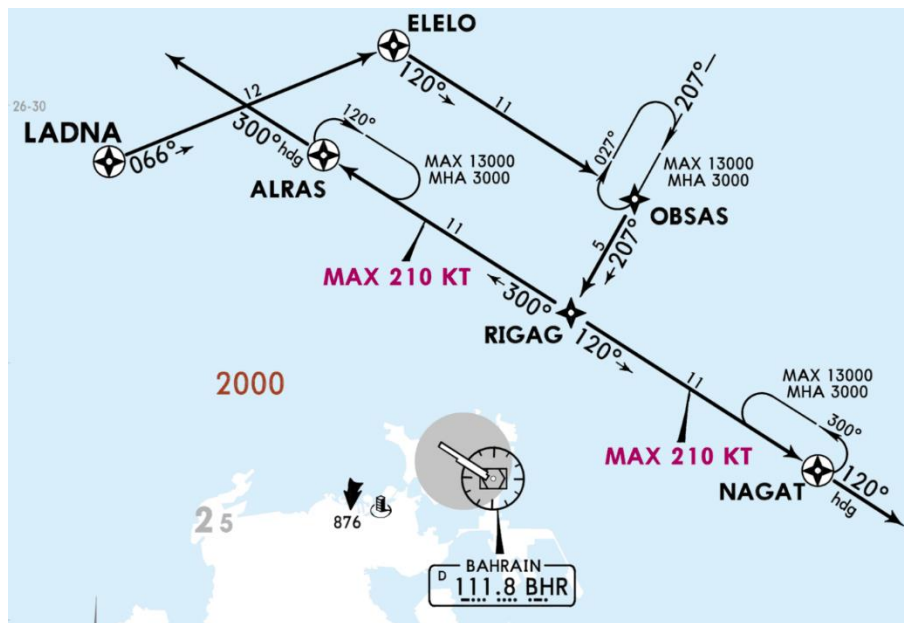 ELELO
120°
11
207°
12
26-30
LADNA
066°
300° hdg
120°
ALRAS
MAX 13000
MHA 3000
027°
MAX 13000
MHA 3000
OBSAS
5
207°
11
MAX 210 KT
300°
RIGAG
120°
11
MAX 13000
MHA 3000
300°
2000
MAX 210 KT
NAGAT
120°
hdg
25
876
BAHRAIN
D 111.8 BHR